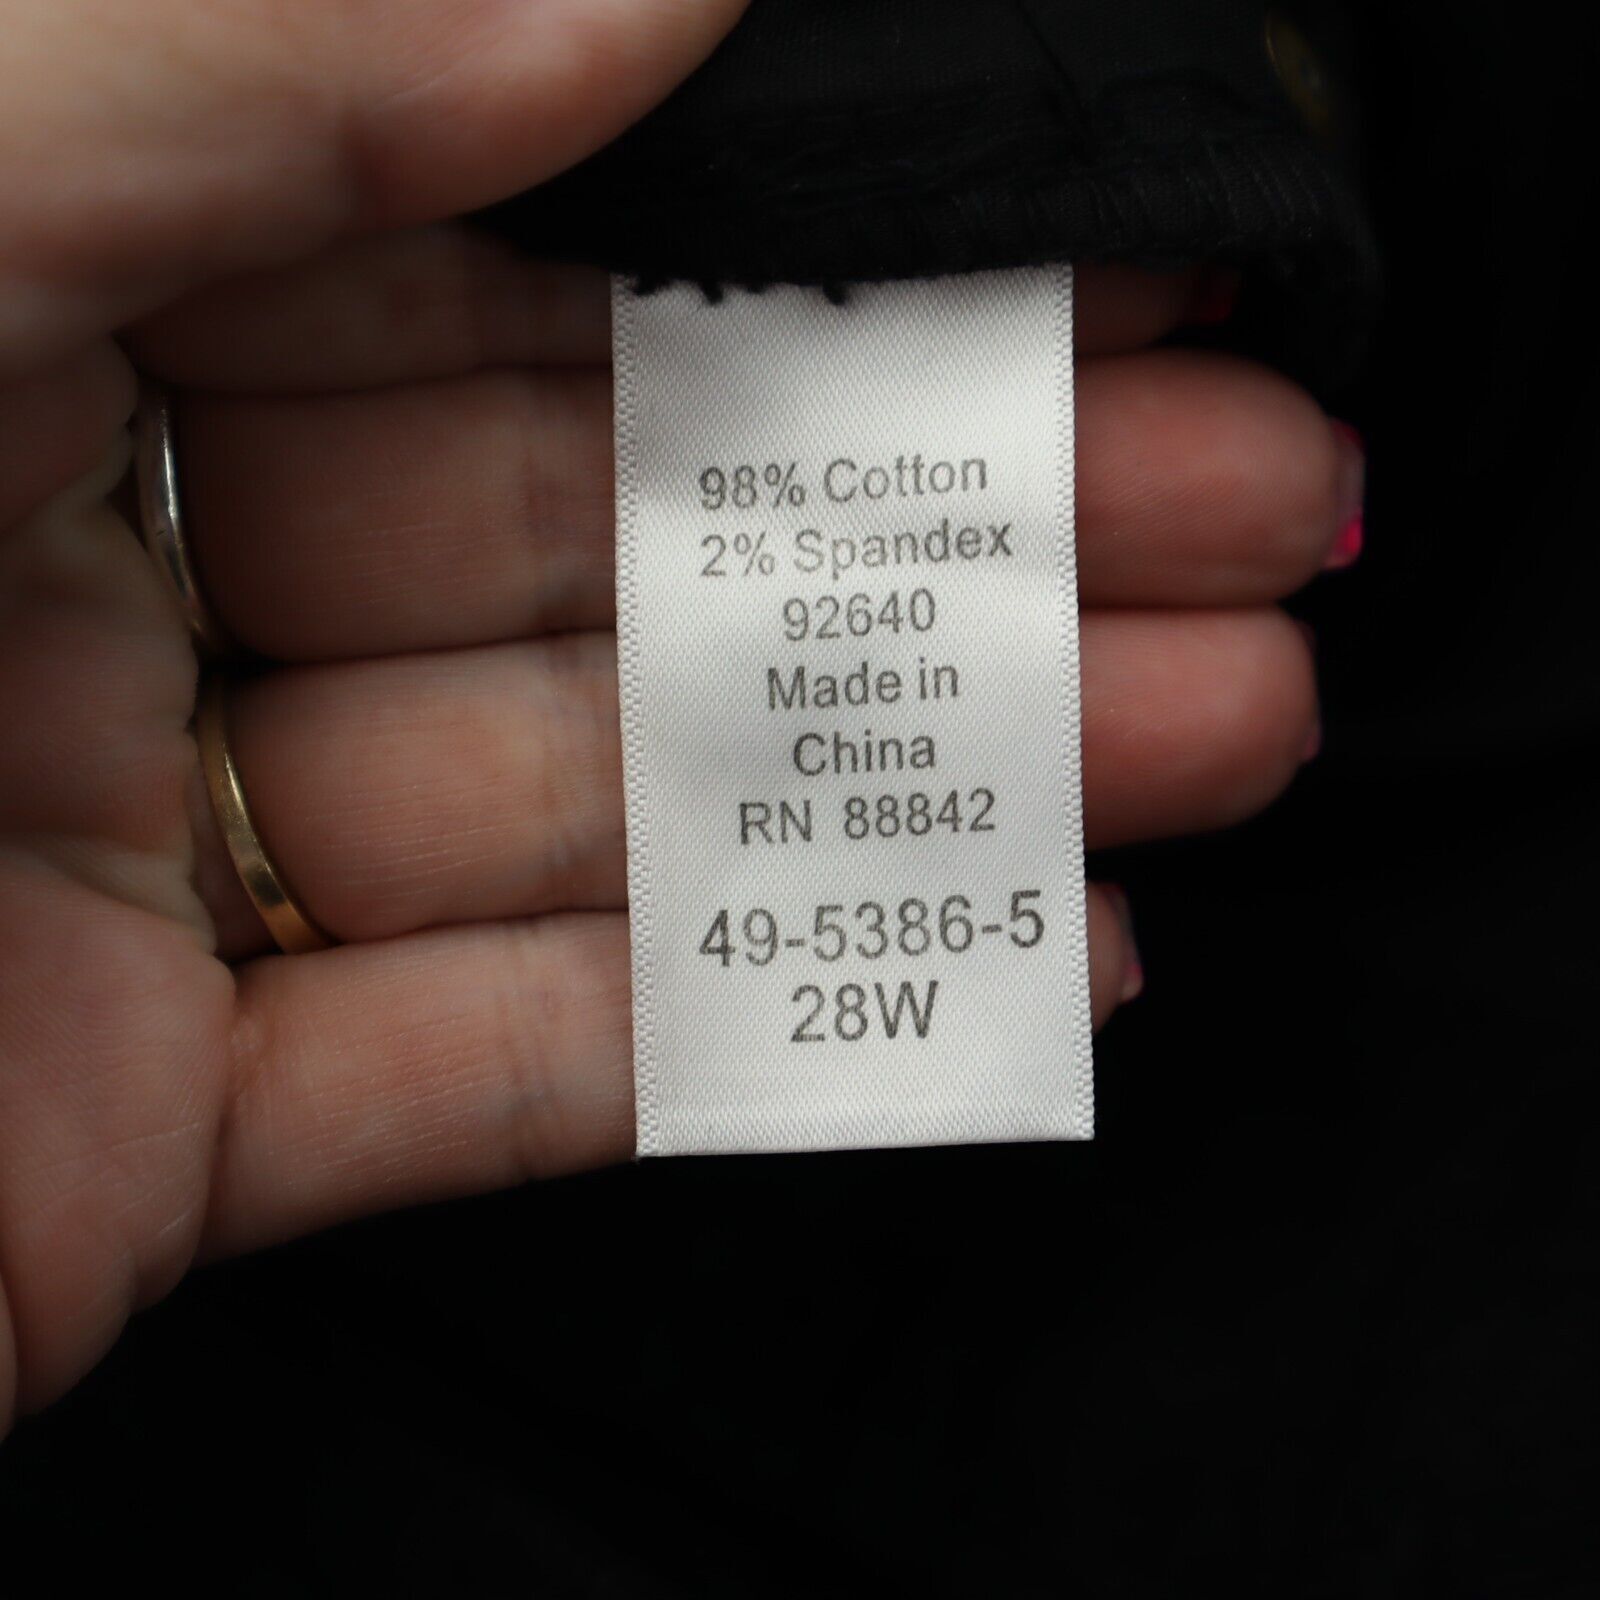 98% Cotton
2% Spandex
92640
Made in
China
RN 88842
49-5386-5
28W